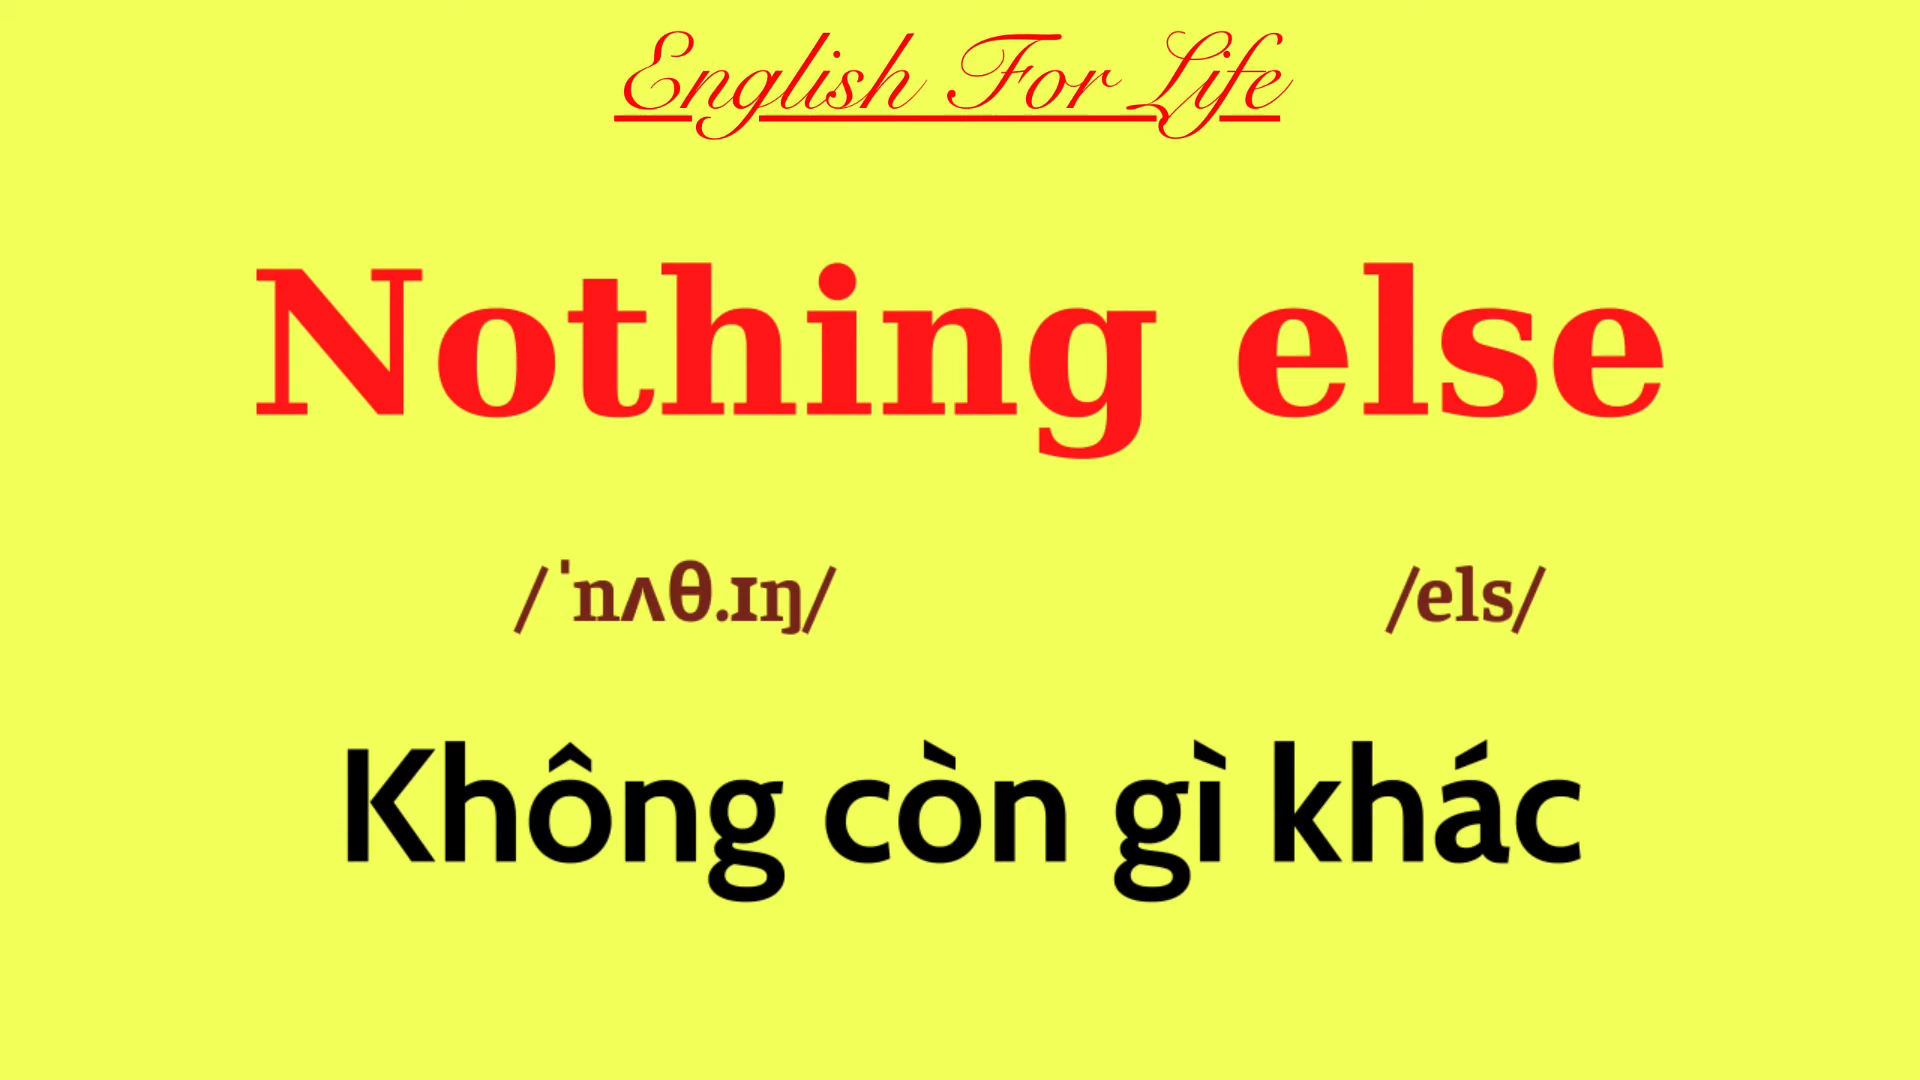 English For Life
Nothing else
/ˈnʌθ.ɪŋ/ /els/
Không còn gì khác